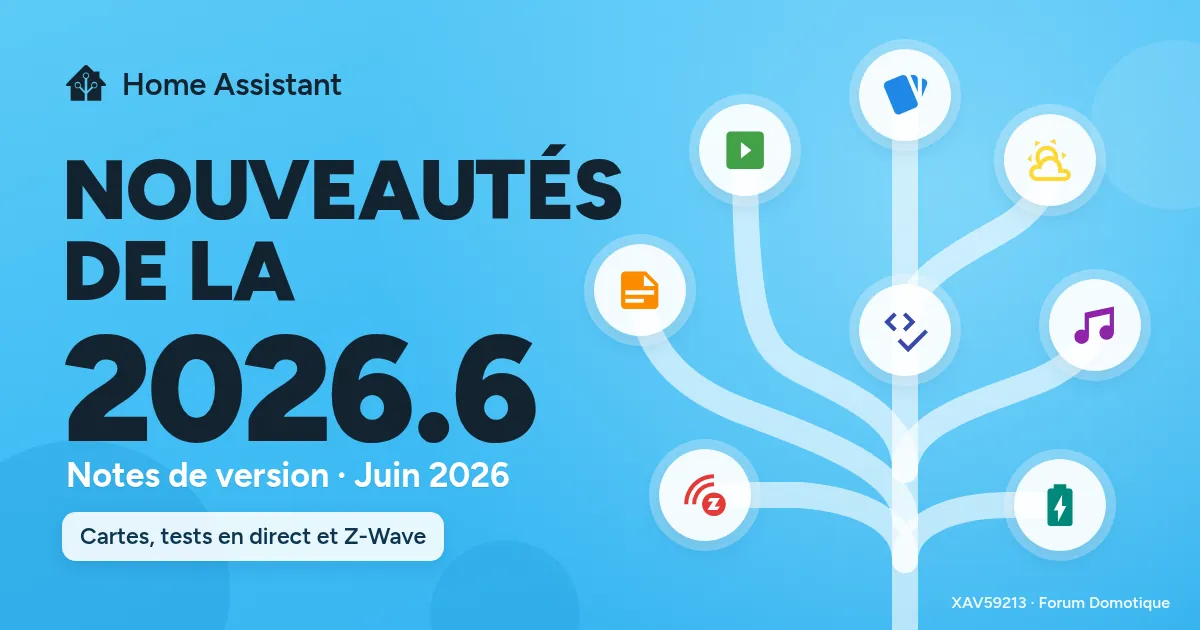 Home Assistant
NOUVEAUTÉS
DE LA
2026.6
Notes de version · Juin 2026
Cartes, tests en direct et Z-Wave
XAV59213 · Forum Domotique